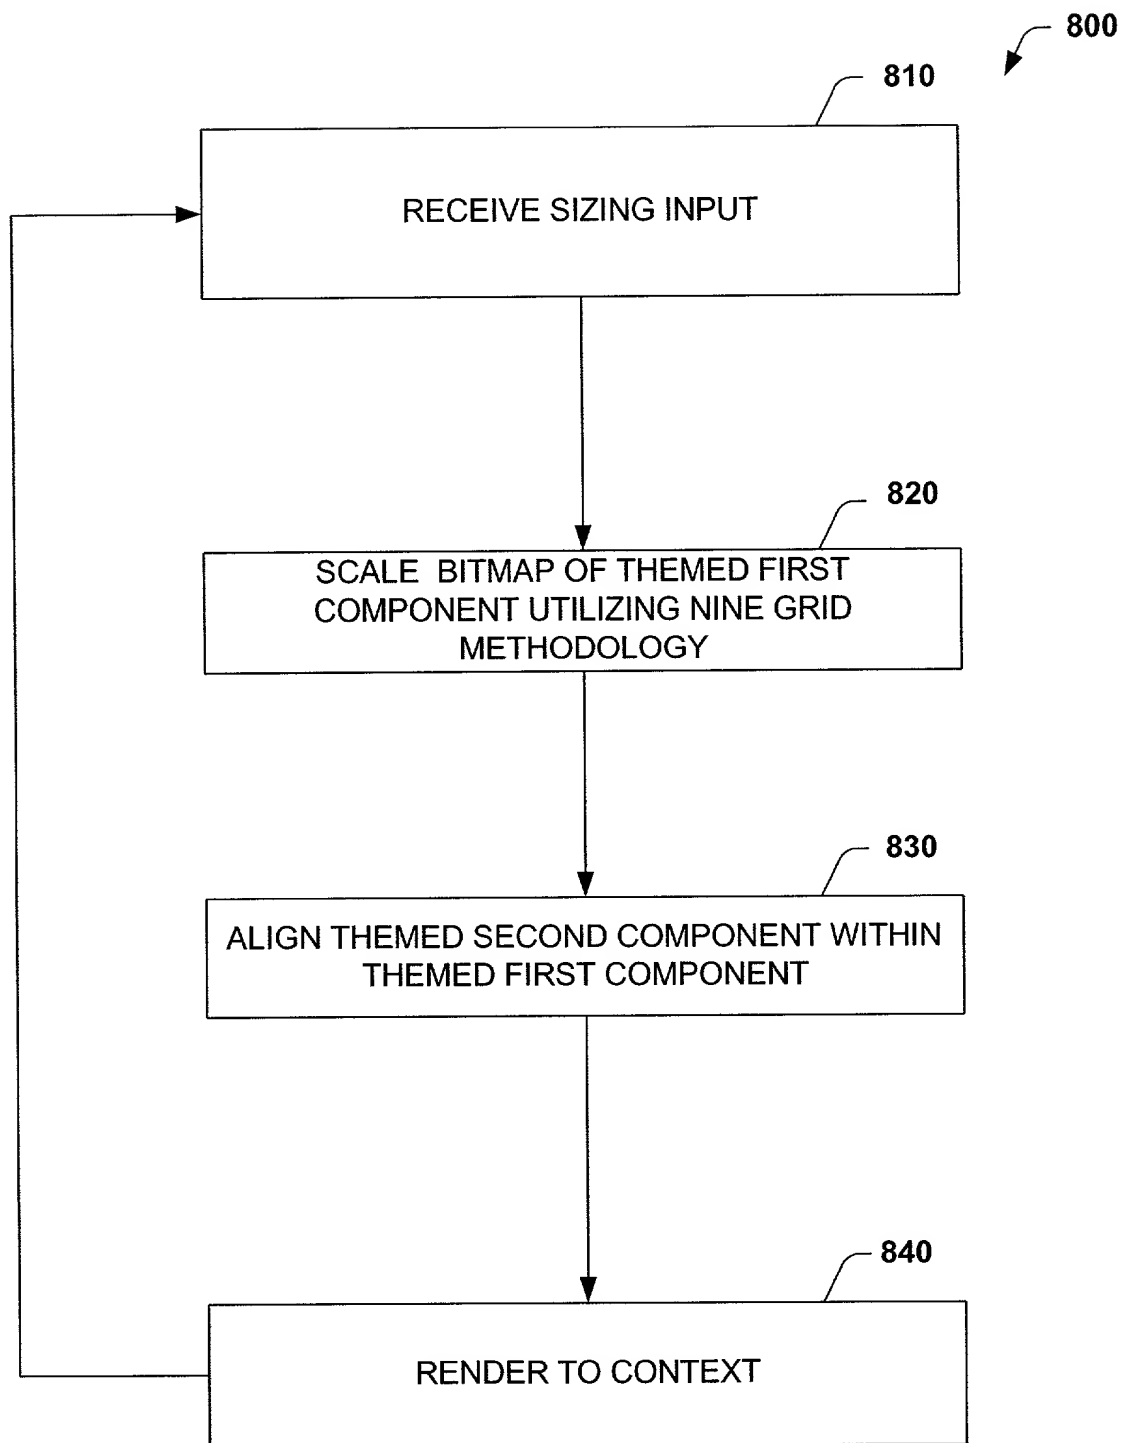 800
810
RECEIVE SIZING INPUT
820
SCALE BITMAP OF THEMED FIRST
COMPONENT UTILIZING NINE GRID
METHODOLOGY
830
ALIGN THEMED SECOND COMPONENT WITHIN
THEMED FIRST COMPONENT
840
RENDER TO CONTEXT